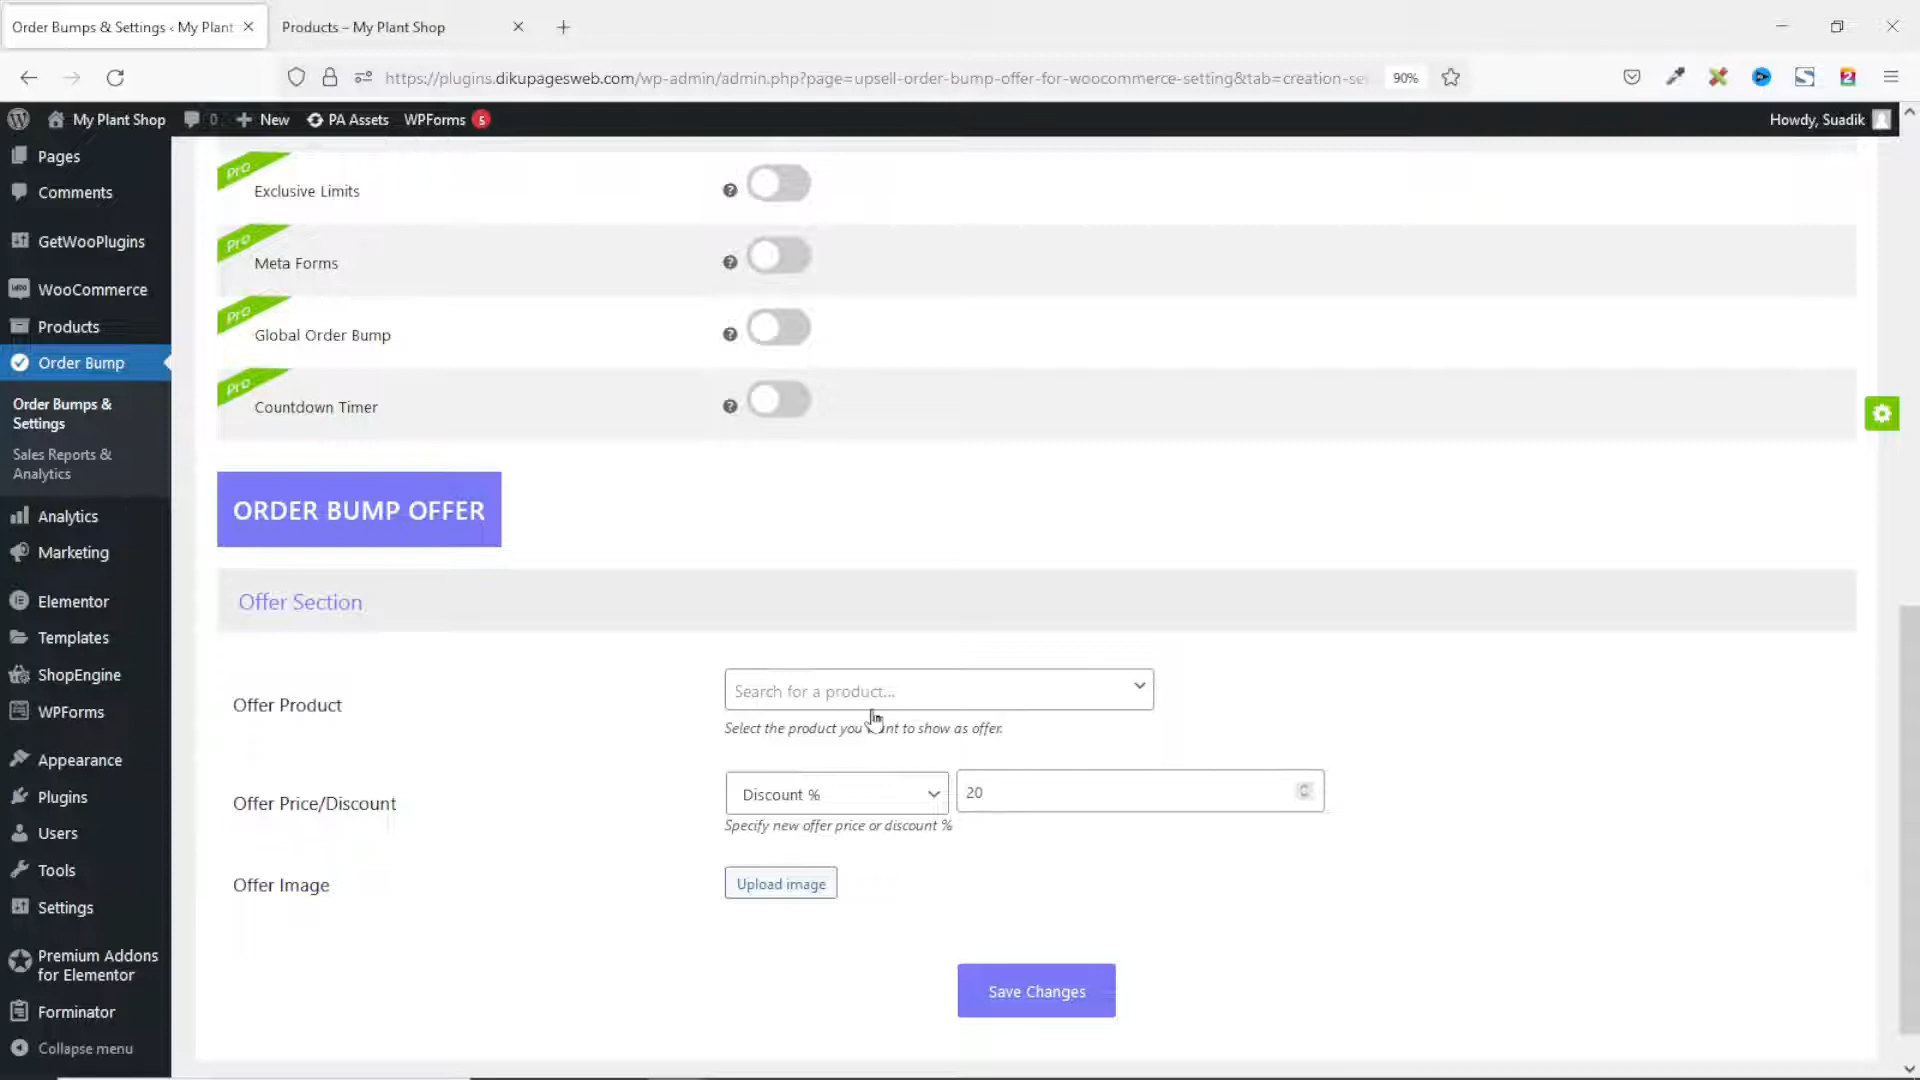 Order Bumps & Settings ‹ My Plant
Products – My Plant Shop
https://plugins.dikupagesweb.com/wp-admin/admin.php?page=upsell-order-bump-offer-for-woocommerce-setting&tab=creation-se
90%
2
My Plant Shop
0
New
PA Assets
WPForms 5
Howdy, Suadik
Pages
Comments
GetWooPlugins
WooCommerce
Products
Order Bump
Order Bumps &
Settings
Sales Reports &
Analytics
Analytics
Marketing
Elementor
Templates
ShopEngine
WPForms
Appearance
Plugins
Users
Tools
Settings
Premium Addons
for Elementor
Forminator
Collapse menu
Pro
Exclusive Limits
Pro
Meta Forms
Pro
Global Order Bump
Pro
Countdown Timer
ORDER BUMP OFFER
Offer Section
Offer Product
Search for a product...
Select the product you want to show as offer.
Offer Price/Discount
Discount %
20
Specify new offer price or discount %
Offer Image
Upload image
Save Changes